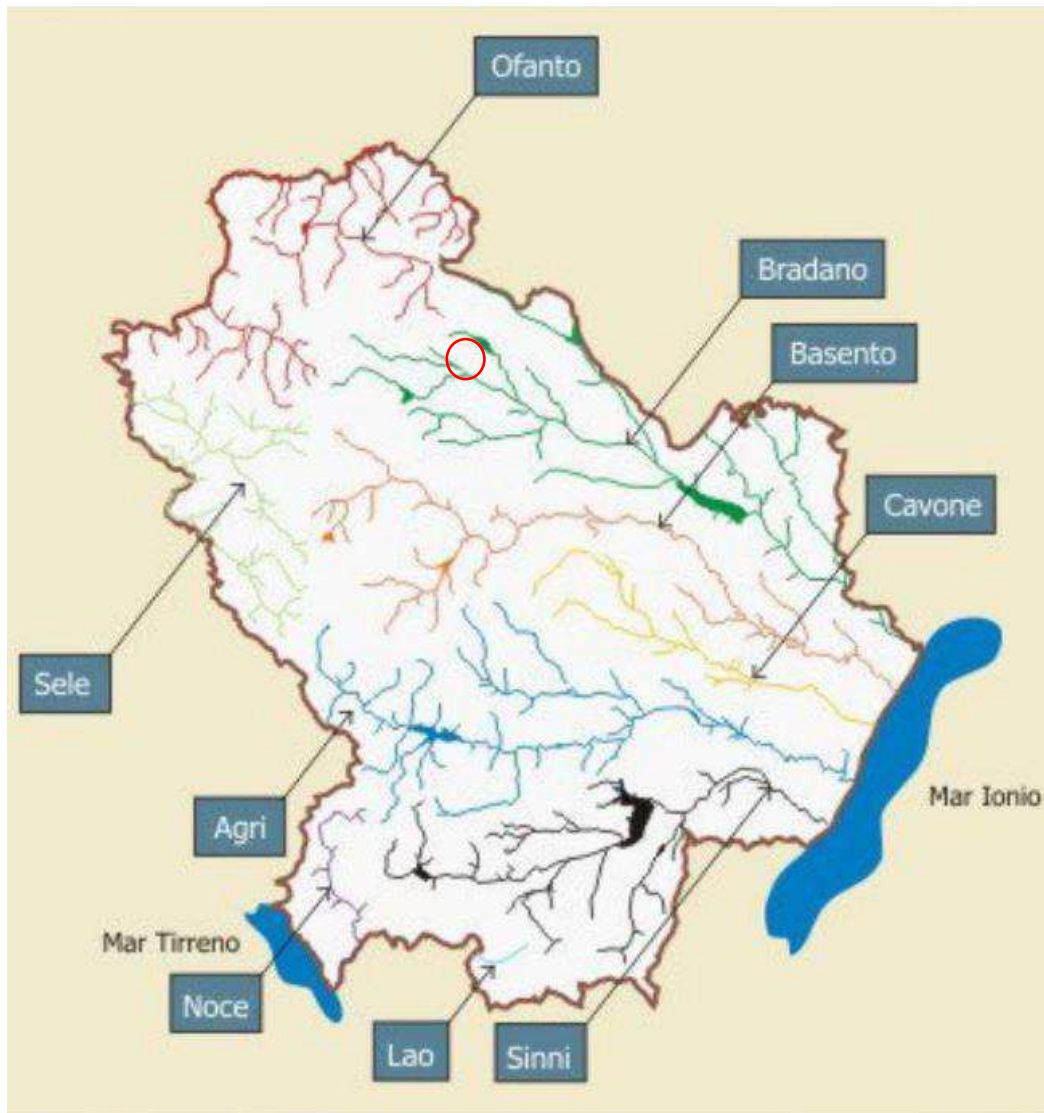 Ofanto
Bradano
Basento
Cavone
Sele
Mar Ionio
Agri
Mar Tirreno
Noce
Lao
Sinni